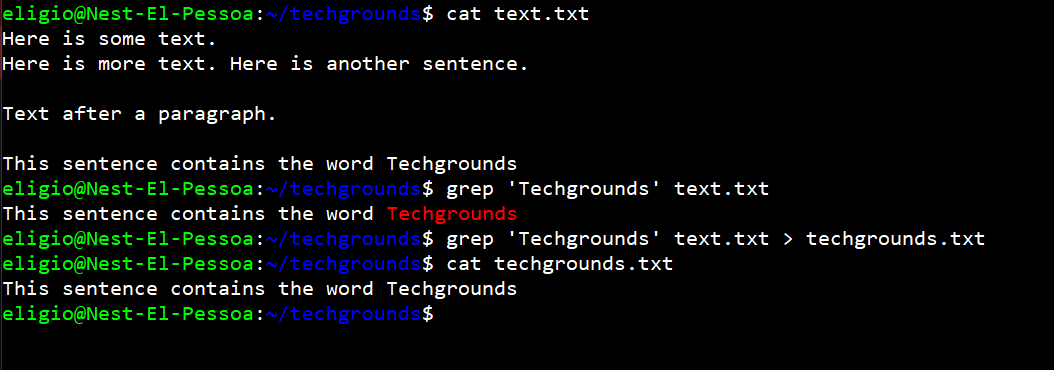 eligio@Nest-El-Pessoa:~/techgrounds$ cat text.txt
Here is some text.
Here is more text. Here is another sentence.
Text after a paragraph.
This sentence contains the word Techgrounds
eligio@Nest-El-Pessoa:~/techgrounds$ grep 'Techgrounds' text.txt
This sentence contains the word Techgrounds
eligio@Nest-El-Pessoa:~/techgrounds$ grep 'Techgrounds' text.txt > techgrounds.txt
eligio@Nest-El-Pessoa:~/techgrounds$ cat techgrounds.txt
This sentence contains the word Techgrounds
eligio@Nest-El-Pessoa:~/techgrounds$